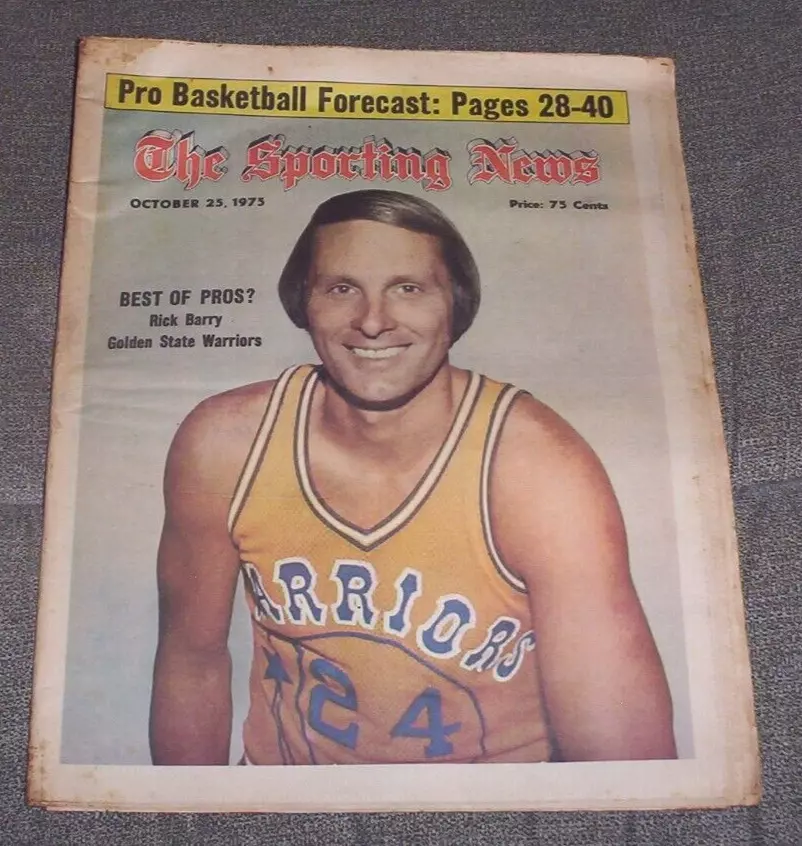 Pro Basketball Forecast: Pages 28-40
The Sporting News
OCTOBER 25, 1975
Price: 75 Cents
BEST OF PROS?
Rick Barry
Golden State Warriors
WARRIORS
24